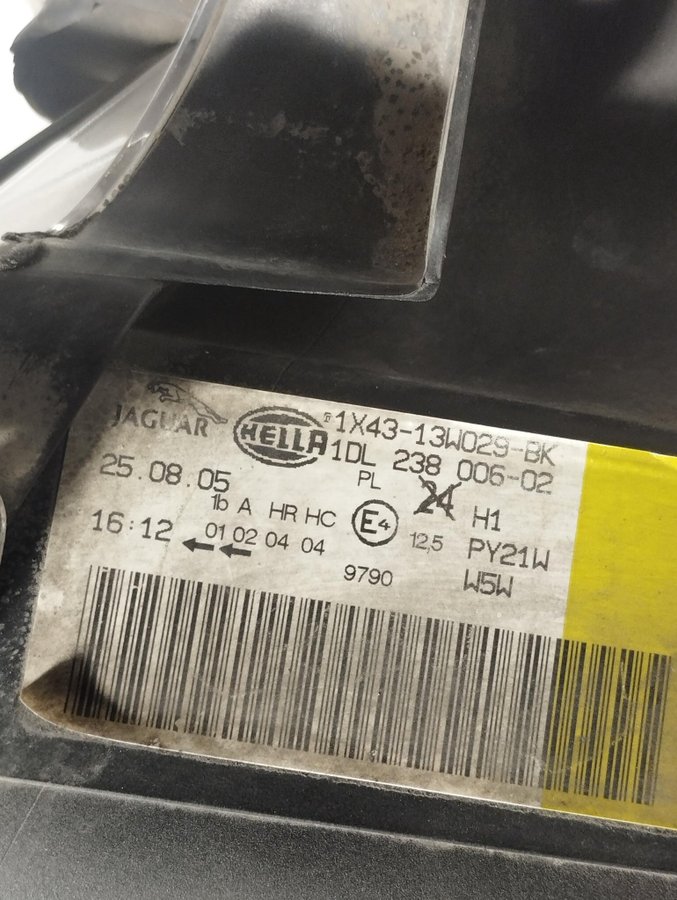 JAGUAR
HELLA
1X43-13W029-BK
1DL 238 006-02
25.08.05
PL
24
H1
1b A HR HC
E4
16:12
01 02 04 04
12,5
PY21W
9790
W5W